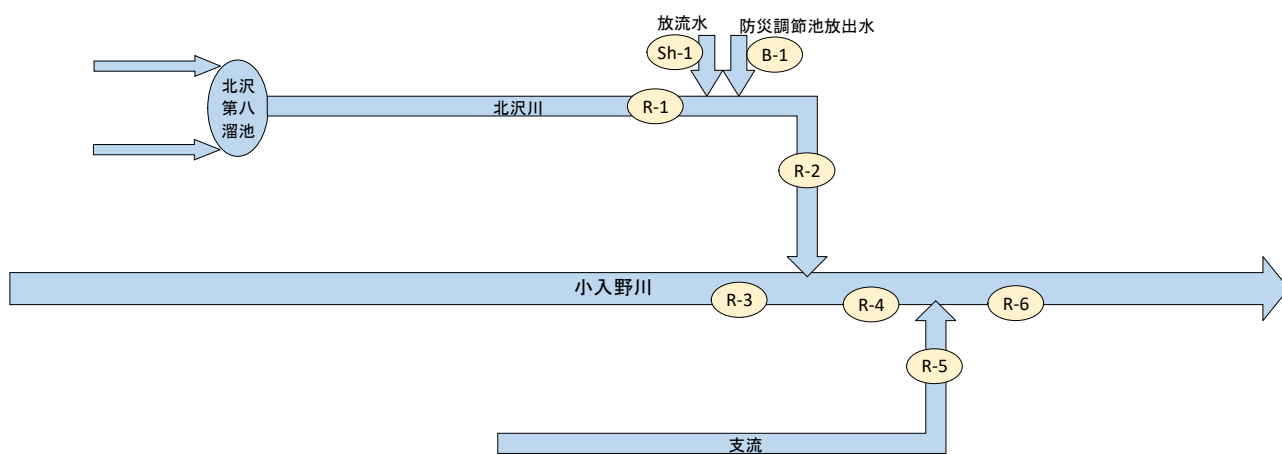 放流水
防災調節池放出水
Sh-1
B-1
北沢
第八
溜池
北沢川
R-1
R-2
小入野川
R-3
R-4
R-6
R-5
支流